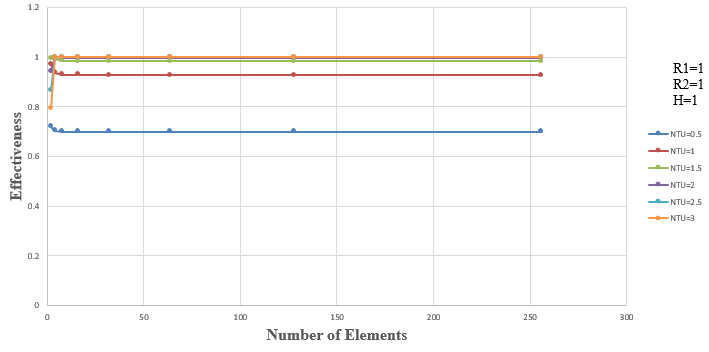 1.2
1
0.8
0.6
0.4
0.2
0
0 50 100 150 200 250 300
Effectiveness
Number of Elements
R1=1
R2=1
H=1
NTU=0.5
NTU=1
NTU=1.5
NTU=2
NTU=2.5
NTU=3